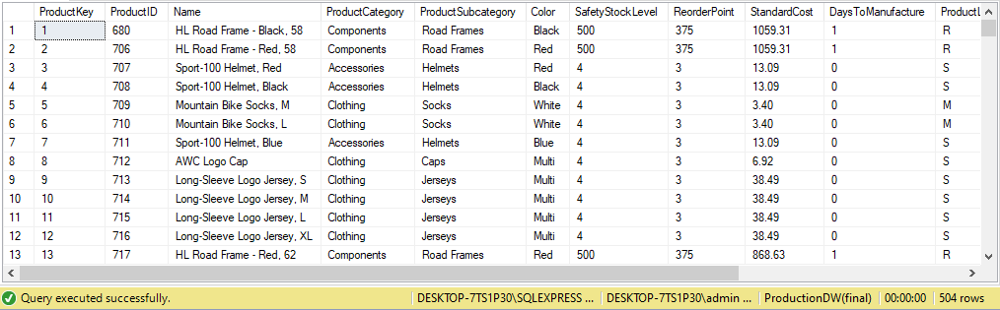 ProductKey ProductID Name ProductCategory ProductSubcategory Color SafetyStockLevel ReorderPoint StandardCost DaysToManufacture ProductL
1 1 680 HL Road Frame - Black, 58 Components Road Frames Black 500 375 1059.31 1 R
2 2 706 HL Road Frame - Red, 58 Components Road Frames Red 500 375 1059.31 1 R
3 3 707 Sport-100 Helmet, Red Accessories Helmets Red 4 3 13.09 0 S
4 4 708 Sport-100 Helmet, Black Accessories Helmets Black 4 3 13.09 0 S
5 5 709 Mountain Bike Socks, M Clothing Socks White 4 3 3.40 0 M
6 6 710 Mountain Bike Socks, L Clothing Socks White 4 3 3.40 0 M
7 7 711 Sport-100 Helmet, Blue Accessories Helmets Blue 4 3 13.09 0 S
8 8 712 AWC Logo Cap Clothing Caps Multi 4 3 6.92 0 S
9 9 713 Long-Sleeve Logo Jersey, S Clothing Jerseys Multi 4 3 38.49 0 S
10 10 714 Long-Sleeve Logo Jersey, M Clothing Jerseys Multi 4 3 38.49 0 S
11 11 715 Long-Sleeve Logo Jersey, L Clothing Jerseys Multi 4 3 38.49 0 S
12 12 716 Long-Sleeve Logo Jersey, XL Clothing Jerseys Multi 4 3 38.49 0 S
13 13 717 HL Road Frame - Red, 62 Components Road Frames Red 500 375 868.63 1 R
Query executed successfully. DESKTOP-7TS1P30\SQLEXPRESS ... DESKTOP-7TS1P30\admin ... ProductionDW(final) 00:00:00 504 rows